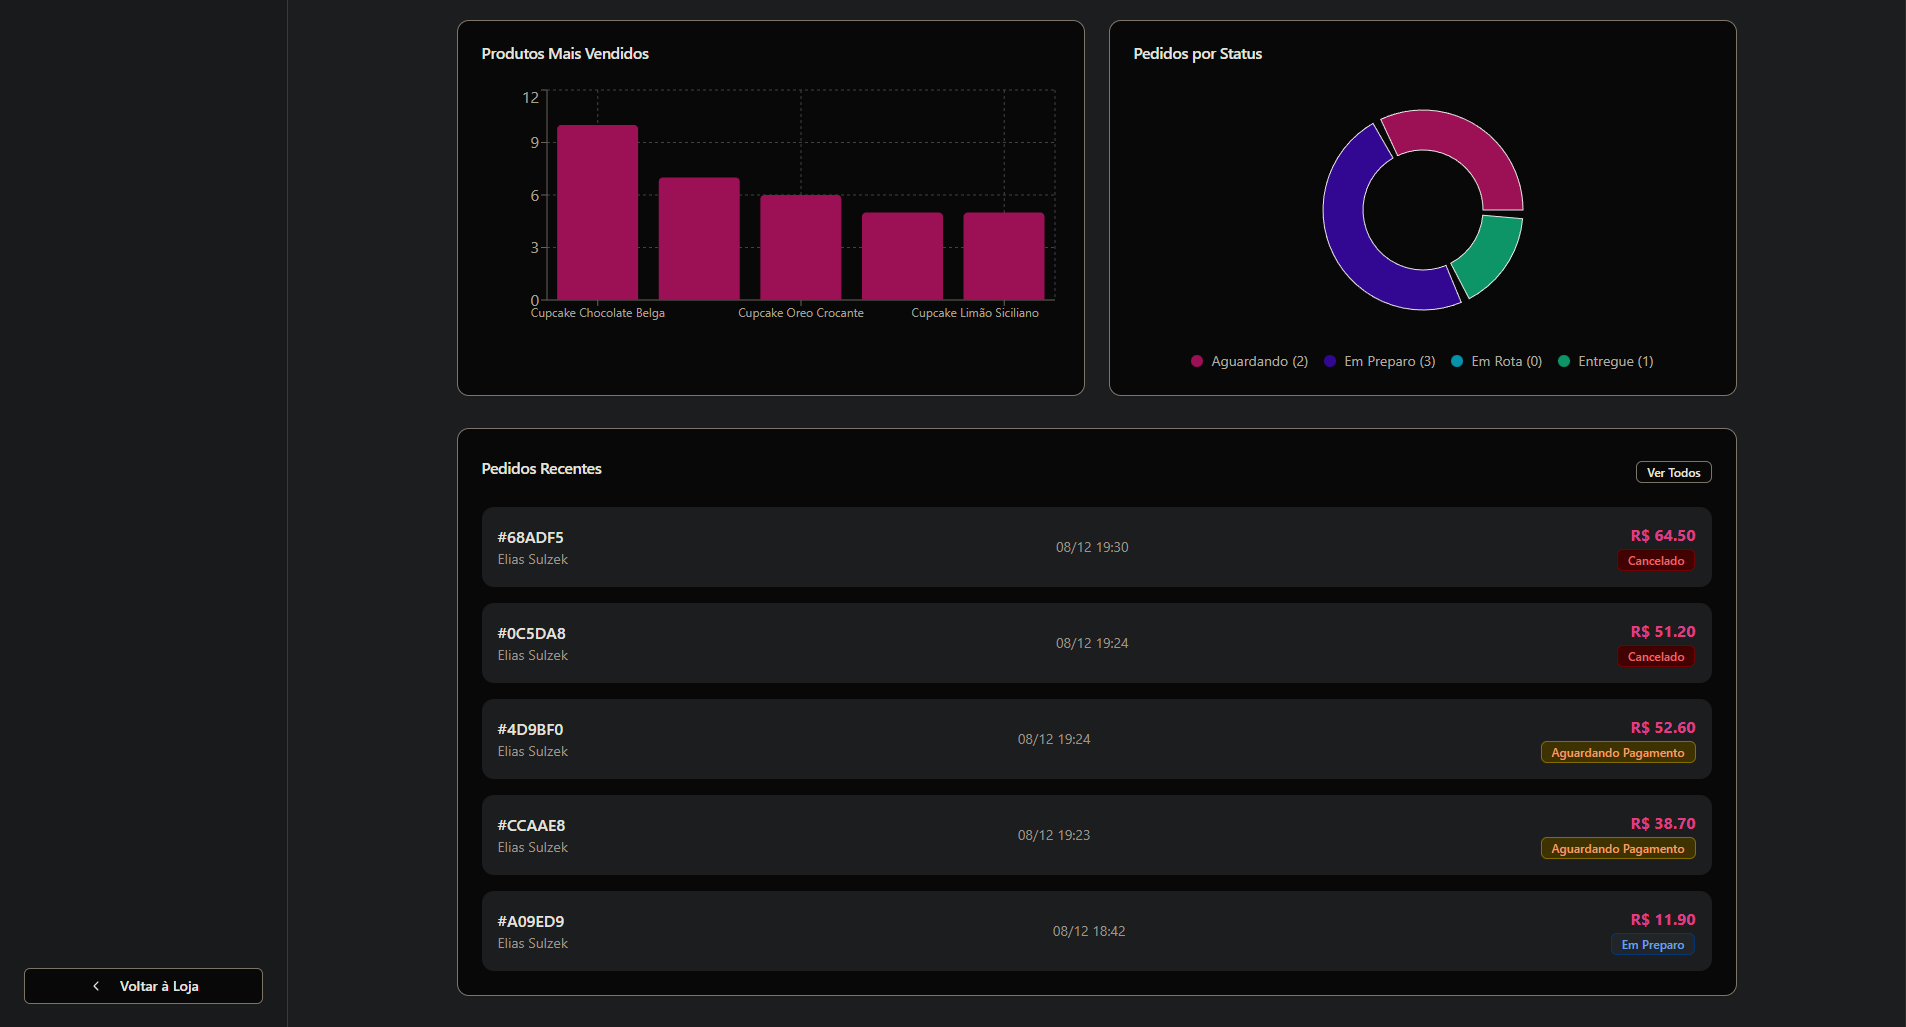 Produtos Mais Vendidos
12
9
6
3
0
Cupcake Chocolate Belga
Cupcake Oreo Crocante
Cupcake Limão Siciliano
Pedidos por Status
Aguardando (2)
Em Preparo (3)
Em Rota (0)
Entregue (1)
Pedidos Recentes
Ver Todos
#68ADF5
Elias Sulzek
08/12 19:30
R$ 64.50
Cancelado
#0C5DA8
Elias Sulzek
08/12 19:24
R$ 51.20
Cancelado
#4D9BF0
Elias Sulzek
08/12 19:24
R$ 52.60
Aguardando Pagamento
#CCAAE8
Elias Sulzek
08/12 19:23
R$ 38.70
Aguardando Pagamento
#A09ED9
Elias Sulzek
08/12 18:42
R$ 11.90
Em Preparo
Voltar à Loja